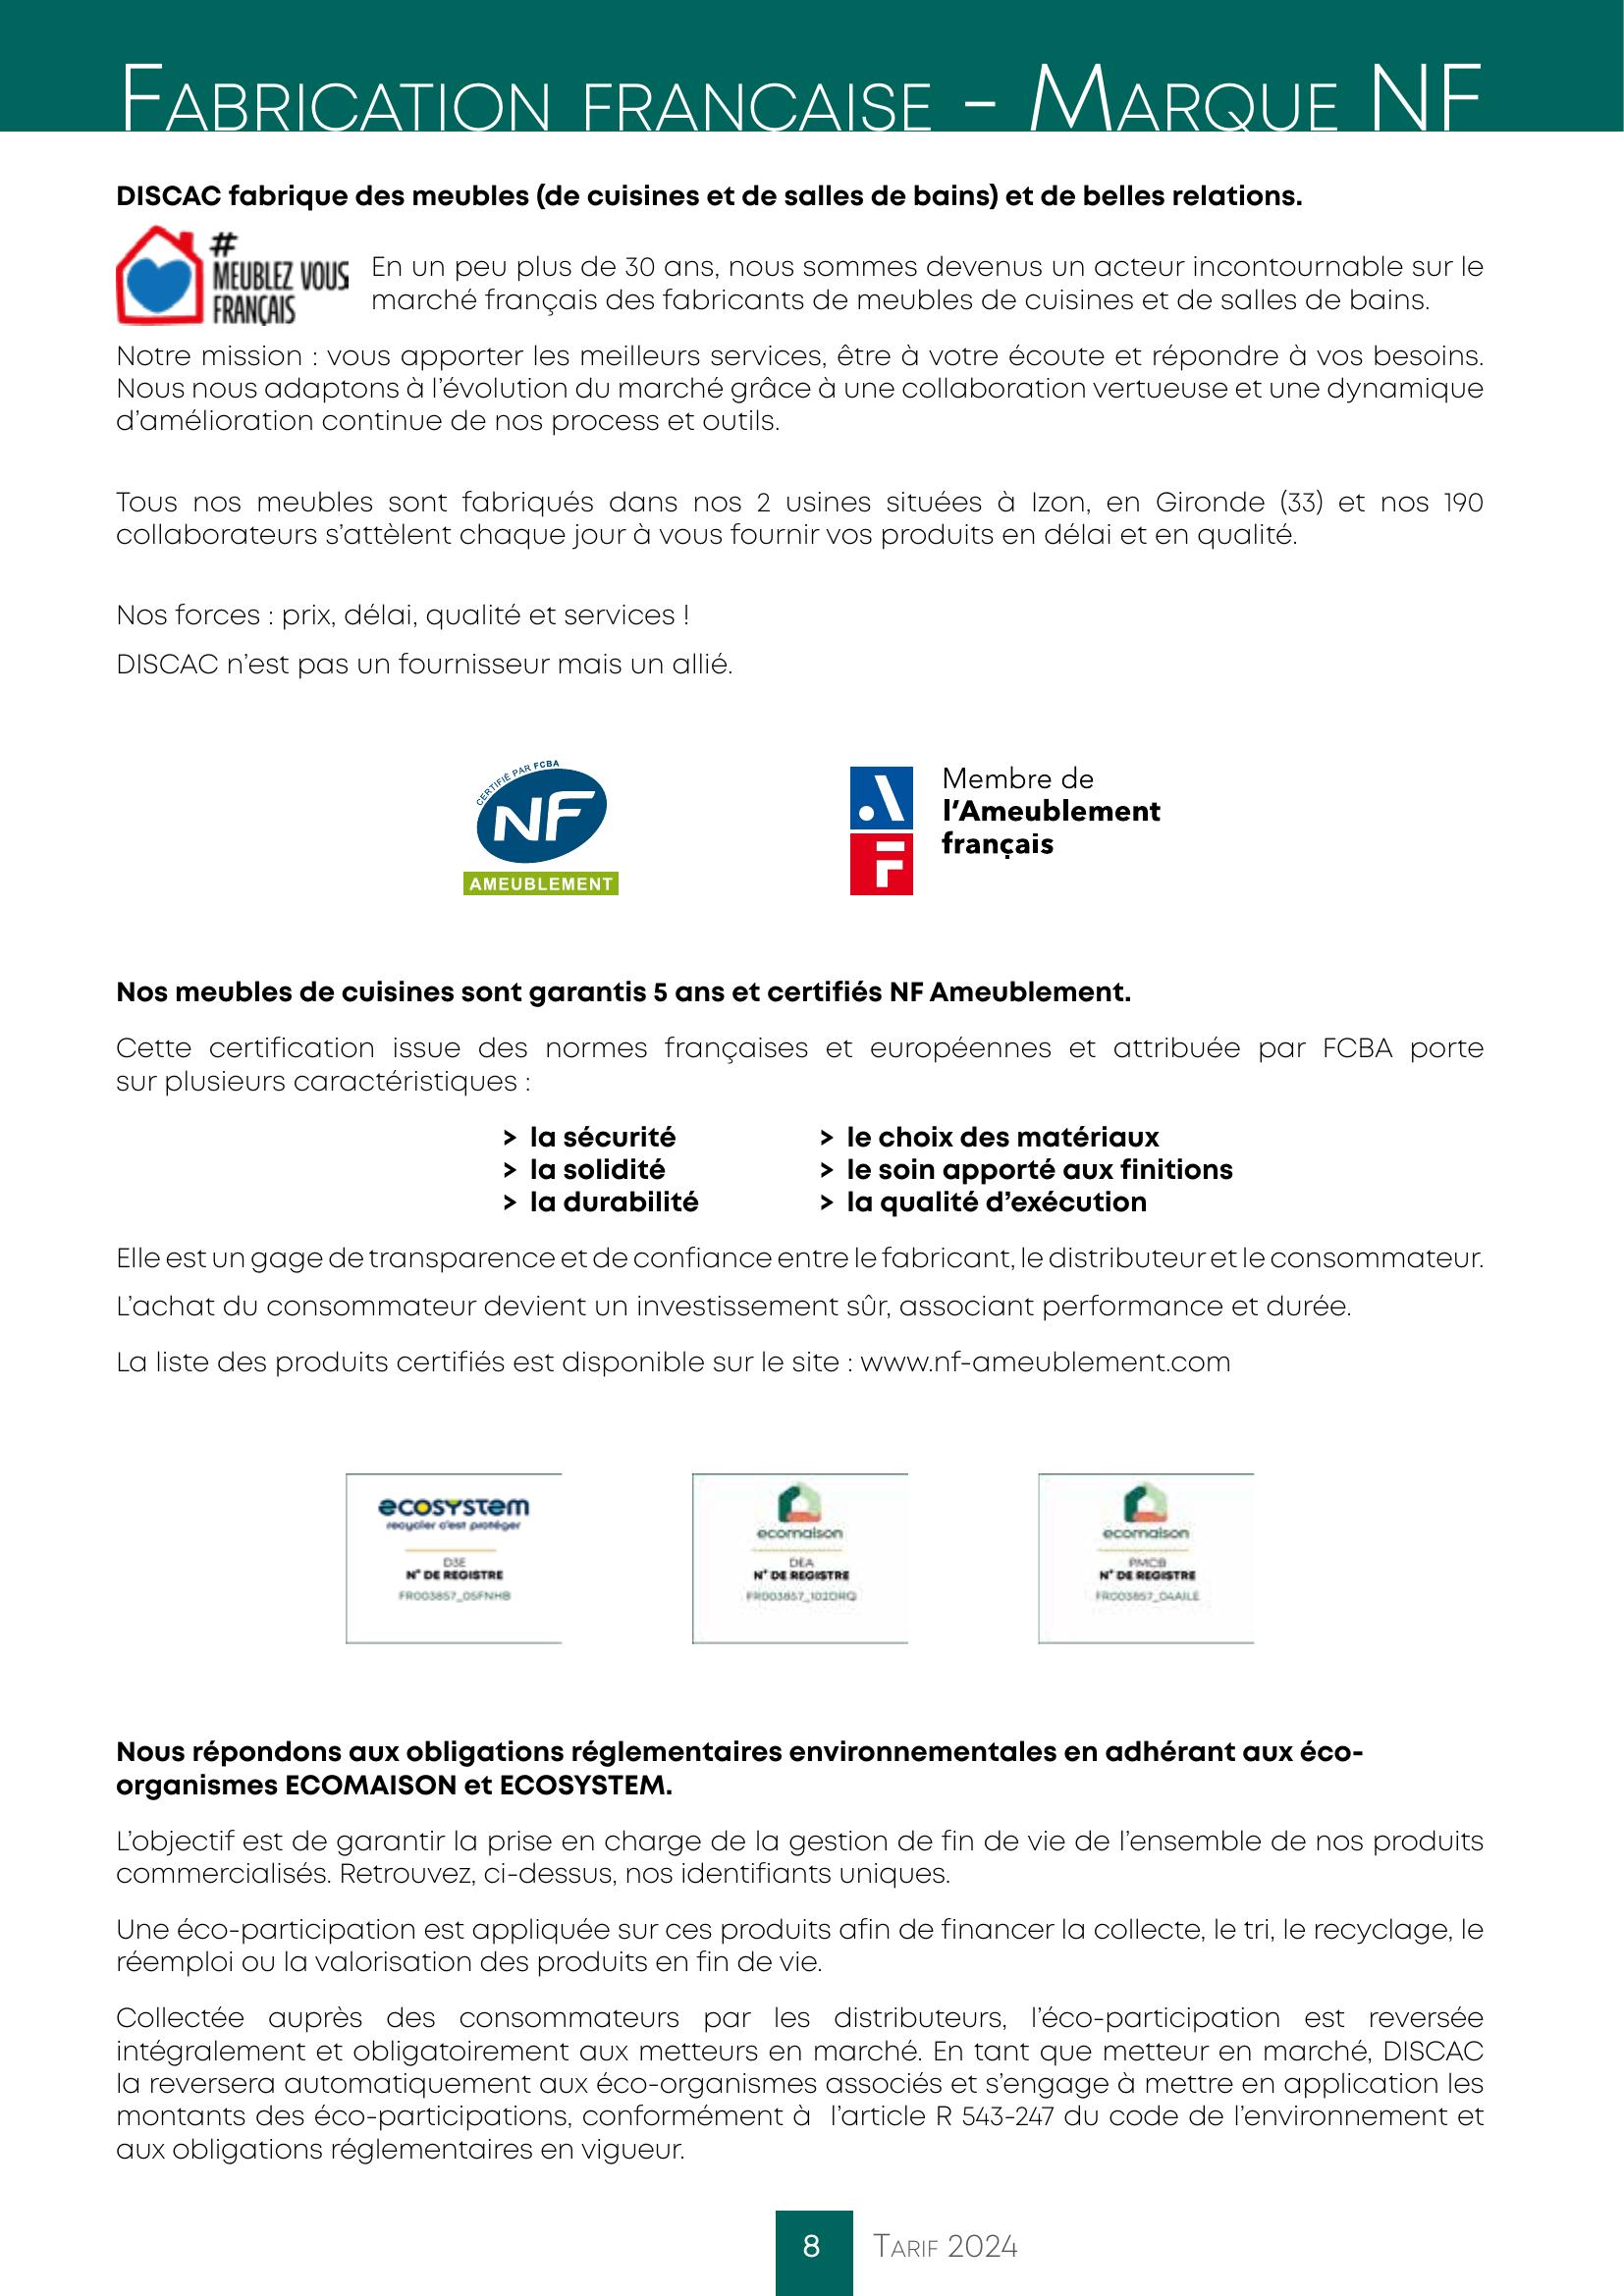 Fabrication francaise - Marque NF
DISCAC fabrique des meubles (de cuisines et de salles de bains) et de belles relations.
#
MEUBLEZ VOUS
FRANÇAIS
En un peu plus de 30 ans, nous sommes devenus un acteur incontournable sur le
marché français des fabricants de meubles de cuisines et de salles de bains.
Notre mission : vous apporter les meilleurs services, être à votre écoute et répondre à vos besoins.
Nous nous adaptons à l'évolution du marché grâce à une collaboration vertueuse et une dynamique
d'amélioration continue de nos process et outils.
Tous nos meubles sont fabriqués dans nos 2 usines situées à Izon, en Gironde (33) et nos 190
collaborateurs s'attèlent chaque jour à vous fournir vos produits en délai et en qualité.
Nos forces : prix, délai, qualité et services !
DISCAC n'est pas un fournisseur mais un allié.
CERTIFIÉ PAR FCBA
NF
AMEUBLEMENT
AF
Membre de
l'Ameublement
français
Nos meubles de cuisines sont garantis 5 ans et certifiés NF Ameublement.
Cette certification issue des normes françaises et européennes et attribuée par FCBA porte
sur plusieurs caractéristiques :
> la sécurité
> la solidité
> la durabilité
> le choix des matériaux
> le soin apporté aux finitions
> la qualité d'exécution
Elle est un gage de transparence et de confiance entre le fabricant, le distributeur et le consommateur.
L'achat du consommateur devient un investissement sûr, associant performance et durée.
La liste des produits certifiés est disponible sur le site : www.nf-ameublement.com
ecosystem
recycler c'est protéger
D3E
N° DE REGISTRE
FR003857_05FNHB
ecomaison
DEA
N° DE REGISTRE
ecomaison
PMCB
N° DE REGISTRE
Nous répondons aux obligations réglementaires environnementales en adhérant aux éco-
organismes ECOMAISON et ECOSYSTEM.
L'objectif est de garantir la prise en charge de la gestion de fin de vie de l'ensemble de nos produits
commercialisés. Retrouvez, ci-dessus, nos identifiants uniques.
Une éco-participation est appliquée sur ces produits afin de financer la collecte, le tri, le recyclage, le
réemploi ou la valorisation des produits en fin de vie.
Collectée auprès des consommateurs par les distributeurs, l'éco-participation est reversée
intégralement et obligatoirement aux metteurs en marché. En tant que metteur en marché, DISCAC
la reversera automatiquement aux éco-organismes associés et s'engage à mettre en application les
montants des éco-participations, conformément à l'article R 543-247 du code de l'environnement et
aux obligations réglementaires en vigueur.
8
Tarif 2024